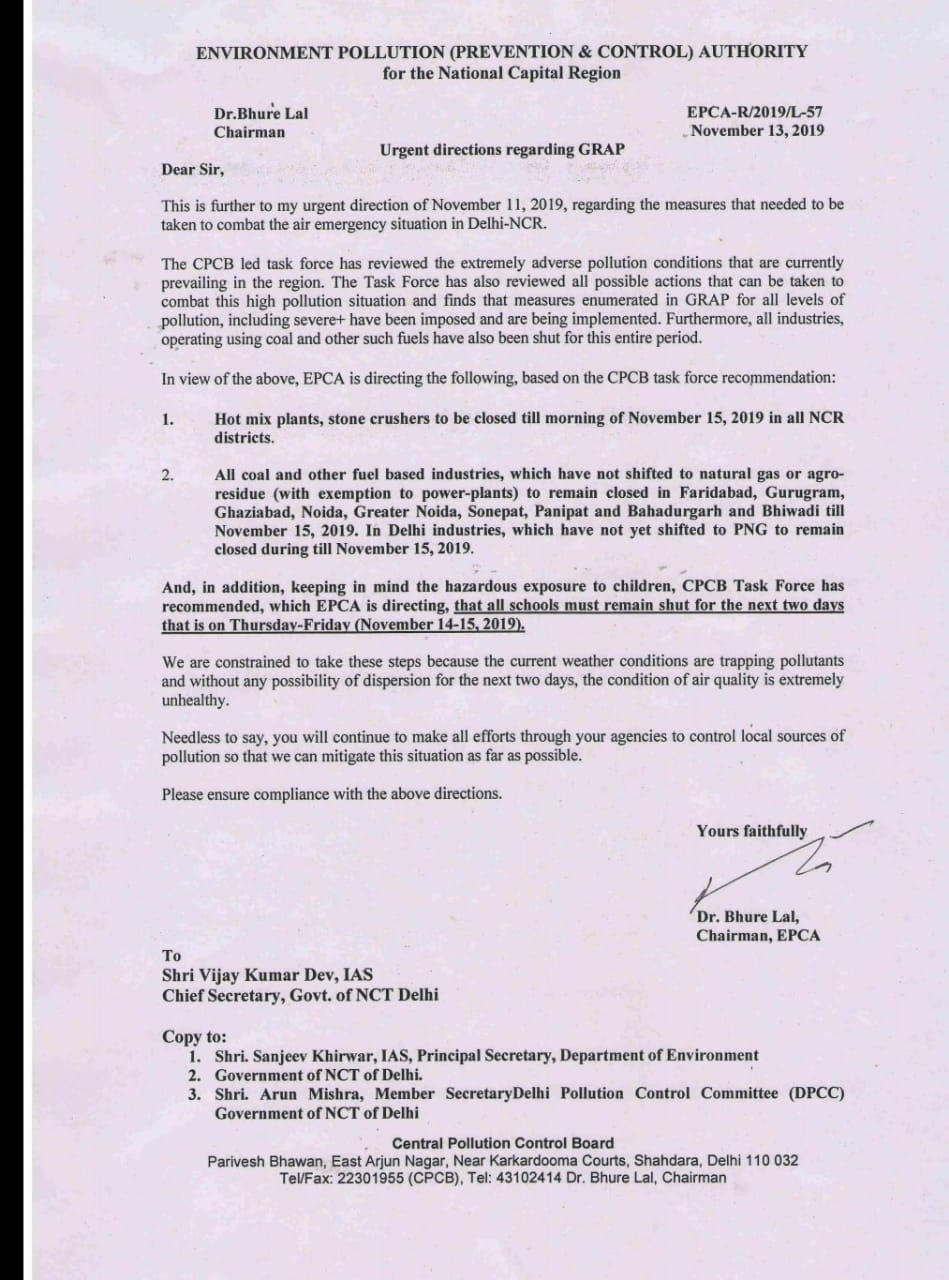 ENVIRONMENT POLLUTION (PREVENTION & CONTROL) AUTHORITY
for the National Capital Region
Dr.Bhure Lal EPCA-R/2019/L-57
Chairman November 13, 2019
Urgent directions regarding GRAP
Dear Sir,
This is further to my urgent direction of November 11, 2019, regarding the measures that needed to be
taken to combat the air emergency situation in Delhi-NCR.
The CPCB led task force has reviewed the extremely adverse pollution conditions that are currently
prevailing in the region. The Task Force has also reviewed all possible actions that can be taken to
combat this high pollution situation and finds that measures enumerated in GRAP for all levels of
pollution, including severe+ have been imposed and are being implemented. Furthermore, all industries,
operating using coal and other such fuels have also been shut for this entire period.
In view of the above, EPCA is directing the following, based on the CPCB task force recommendation:
1. Hot mix plants, stone crushers to be closed till morning of November 15, 2019 in all NCR
districts.
2. All coal and other fuel based industries, which have not shifted to natural gas or agro-
residue (with exemption to power-plants) to remain closed in Faridabad, Gurugram,
Ghaziabad, Noida, Greater Noida, Sonepat, Panipat and Bahadurgarh and Bhiwadi till
November 15, 2019. In Delhi industries, which have not yet shifted to PNG to remain
closed during till November 15, 2019.
And, in addition, keeping in mind the hazardous exposure to children, CPCB Task Force has
recommended, which EPCA is directing, that all schools must remain shut for the next two days
that is on Thursday-Friday (November 14-15, 2019).
We are constrained to take these steps because the current weather conditions are trapping pollutants
and without any possibility of dispersion for the next two days, the condition of air quality is extremely
unhealthy.
Needless to say, you will continue to make all efforts through your agencies to control local sources of
pollution so that we can mitigate this situation as far as possible.
Please ensure compliance with the above directions.
Yours faithfully
Dr. Bhure Lal,
Chairman, EPCA
To
Shri Vijay Kumar Dev, IAS
Chief Secretary, Govt. of NCT Delhi
Copy to:
1. Shri. Sanjeev Khirwar, IAS, Principal Secretary, Department of Environment
2. Government of NCT of Delhi.
3. Shri. Arun Mishra, Member SecretaryDelhi Pollution Control Committee (DPCC)
Government of NCT of Delhi
Central Pollution Control Board
Parivesh Bhawan, East Arjun Nagar, Near Karkardooma Courts, Shahdara, Delhi 110 032
Tel/Fax: 22301955 (CPCB), Tel: 43102414 Dr. Bhure Lal, Chairman